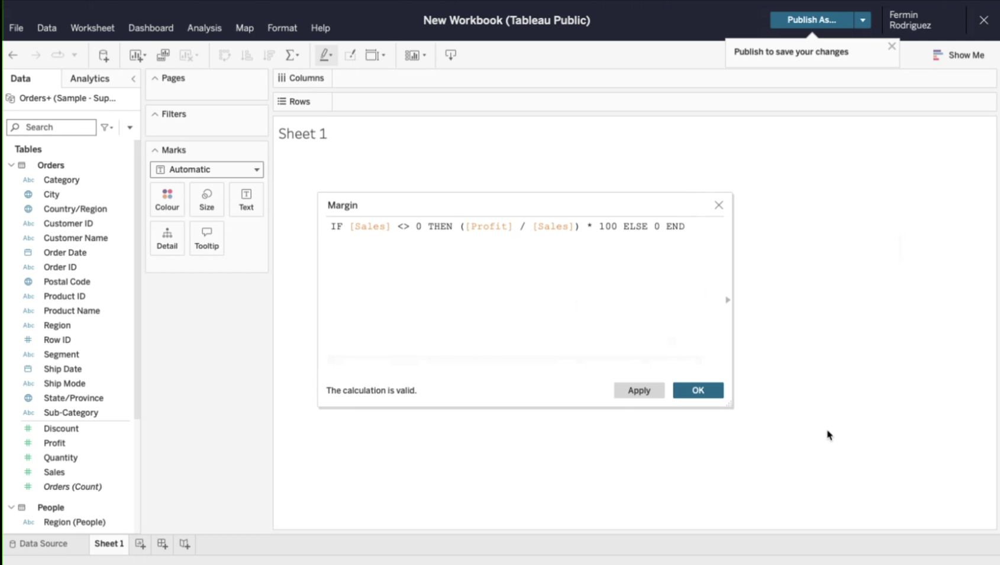 New Workbook (Tableau Public)
Publish As...
Fermin
Rodriguez
File Data Worksheet Dashboard Analysis Map Format Help
Publish to save your changes
Show Me
Data Analytics
Pages
Columns
Orders+ (Sample - Sup...
Rows
Filters
Search
Sheet 1
Tables
Marks
Orders
Automatic
Abc Category
City
Colour Size Text
Country/Region
Margin
Abc Customer ID
IF [Sales] <> 0 THEN ([Profit] / [Sales]) * 100 ELSE 0 END
Abc Customer Name
Detail Tooltip
Order Date
Abc Order ID
Postal Code
Abc Product ID
Abc Product Name
Abc Region
# Row ID
Abc Segment
Ship Date
Abc Ship Mode
The calculation is valid.
Apply
OK
State/Province
Abc Sub-Category
# Discount
# Profit
# Quantity
# Sales
# Orders (Count)
People
Abc Region (People)
Data Source
Sheet 1